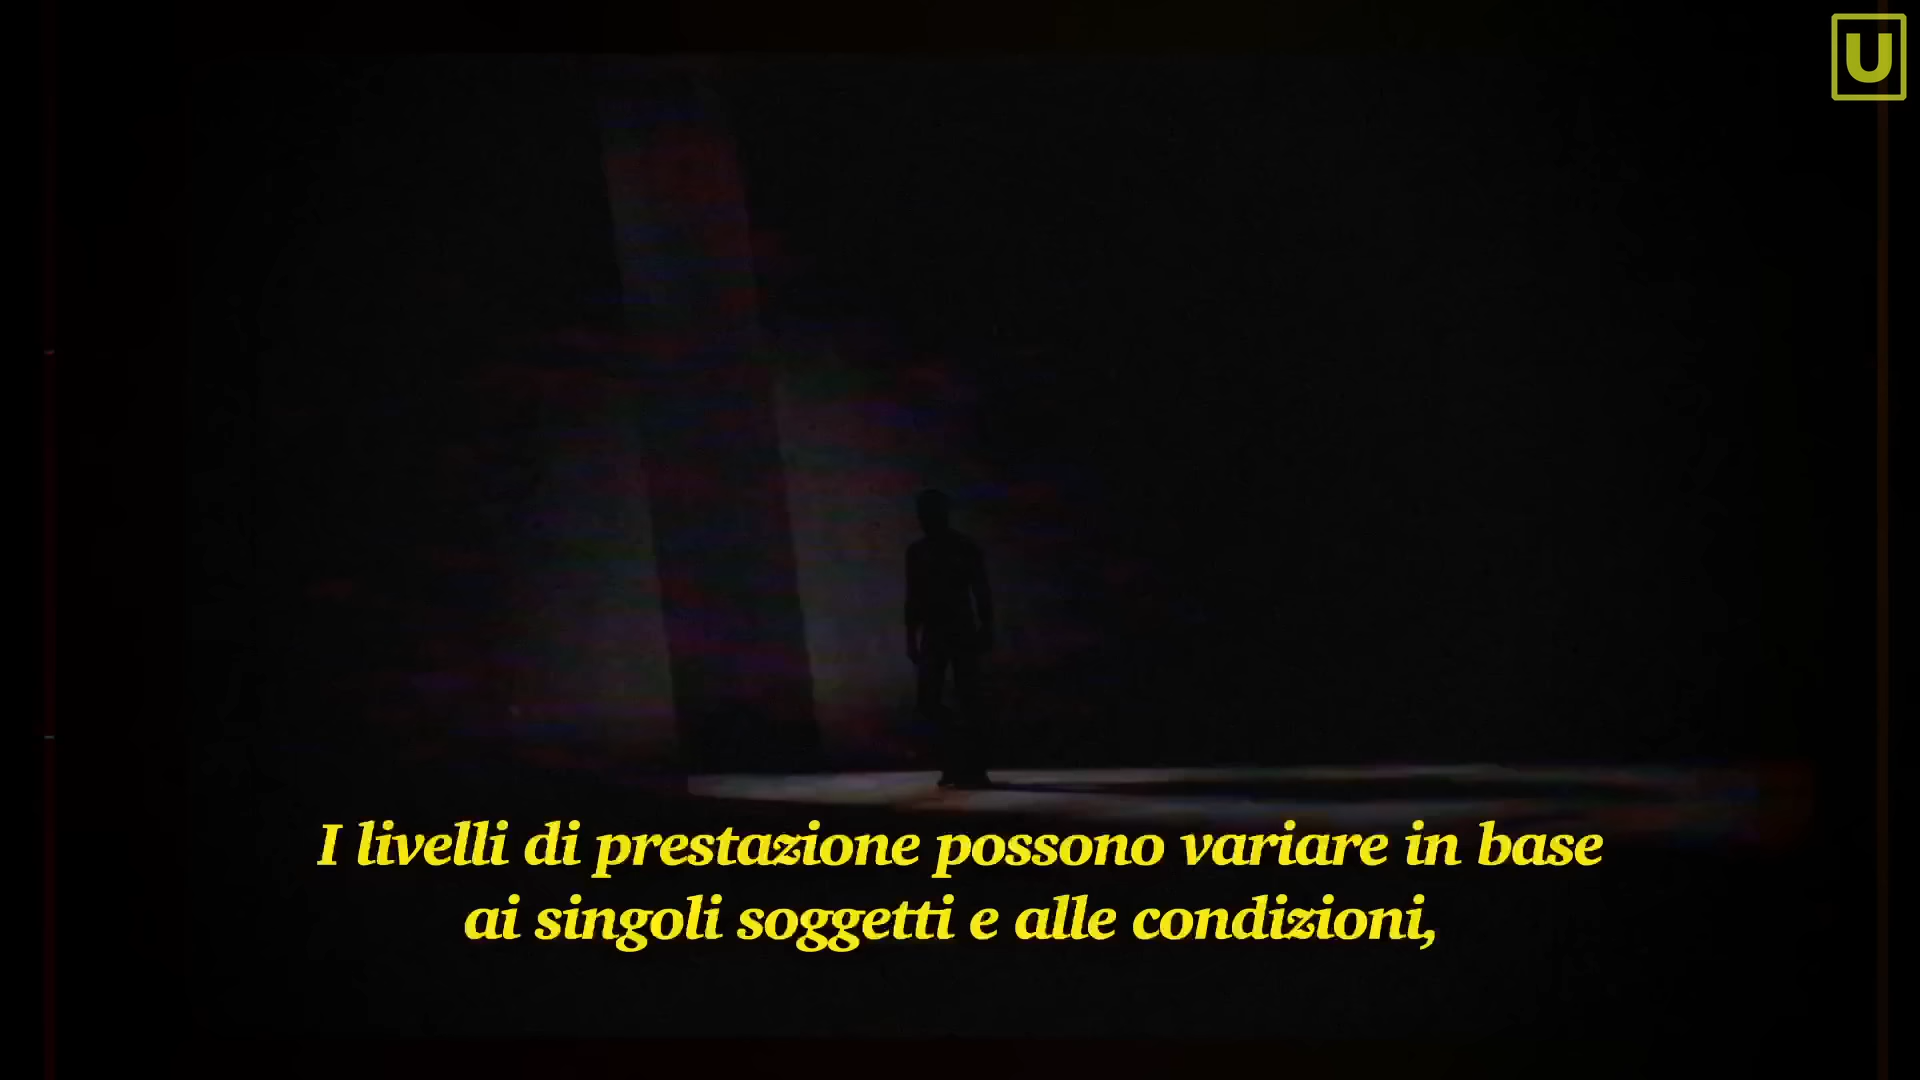 U
I livelli di prestazione possono variare in base
ai singoli soggetti e alle condizioni,